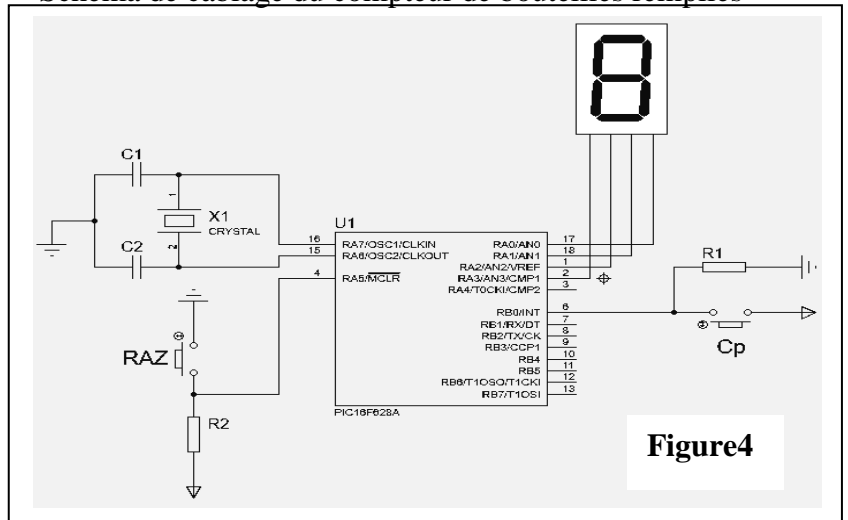 Schéma de câblage du compteur de bouteilles remplies
C1
1
X1
CRYSTAL
2
C2
U1
16
RA7/OSC1/CLKIN
15
RA6/OSC2/CLKOUT
4
RA5/MCLR
RA0/AN0
17
RA1/AN1
18
RA2/AN2/VREF
1
RA3/AN3/CMP1
2
RA4/T0CKI/CMP2
3
RB0/INT
6
RB1/RX/DT
7
RB2/TX/CK
8
RB3/CCP1
9
RB4
10
RB5
11
RB6/T1OSO/T1CKI
12
RB7/T1OSI
13
PIC16F628A
R1
Cp
RAZ
R2
Figure4